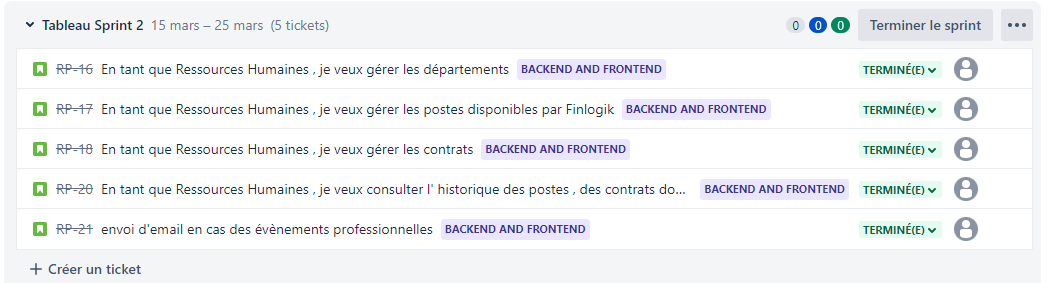 Tableau Sprint 2 15 mars – 25 mars (5 tickets) 0 0 0 Terminer le sprint
RP-16 En tant que Ressources Humaines , je veux gérer les départements BACKEND AND FRONTEND TERMINÉ(E)
RP-17 En tant que Ressources Humaines , je veux gérer les postes disponibles par Finlogik BACKEND AND FRONTEND TERMINÉ(E)
RP-18 En tant que Ressources Humaines , je veux gérer les contrats BACKEND AND FRONTEND TERMINÉ(E)
RP-20 En tant que Ressources Humaines , je veux consulter l' historique des postes , des contrats do... BACKEND AND FRONTEND TERMINÉ(E)
RP-21 envoi d'email en cas des évènements professionnelles BACKEND AND FRONTEND TERMINÉ(E)
+ Créer un ticket